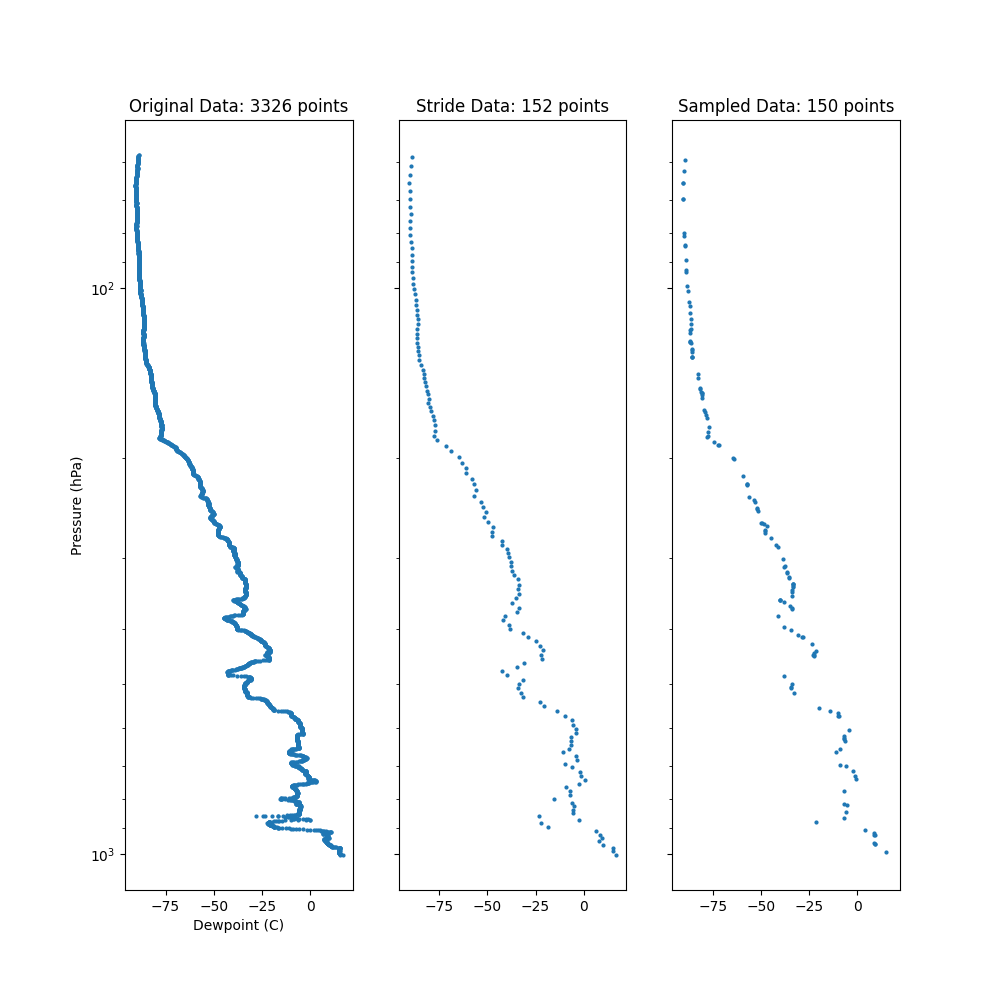 Original Data: 3326 points
Stride Data: 152 points
Sampled Data: 150 points
10²
10³
Pressure (hPa)
−75 −50 −25 0
−75 −50 −25 0
−75 −50 −25 0
Dewpoint (C)